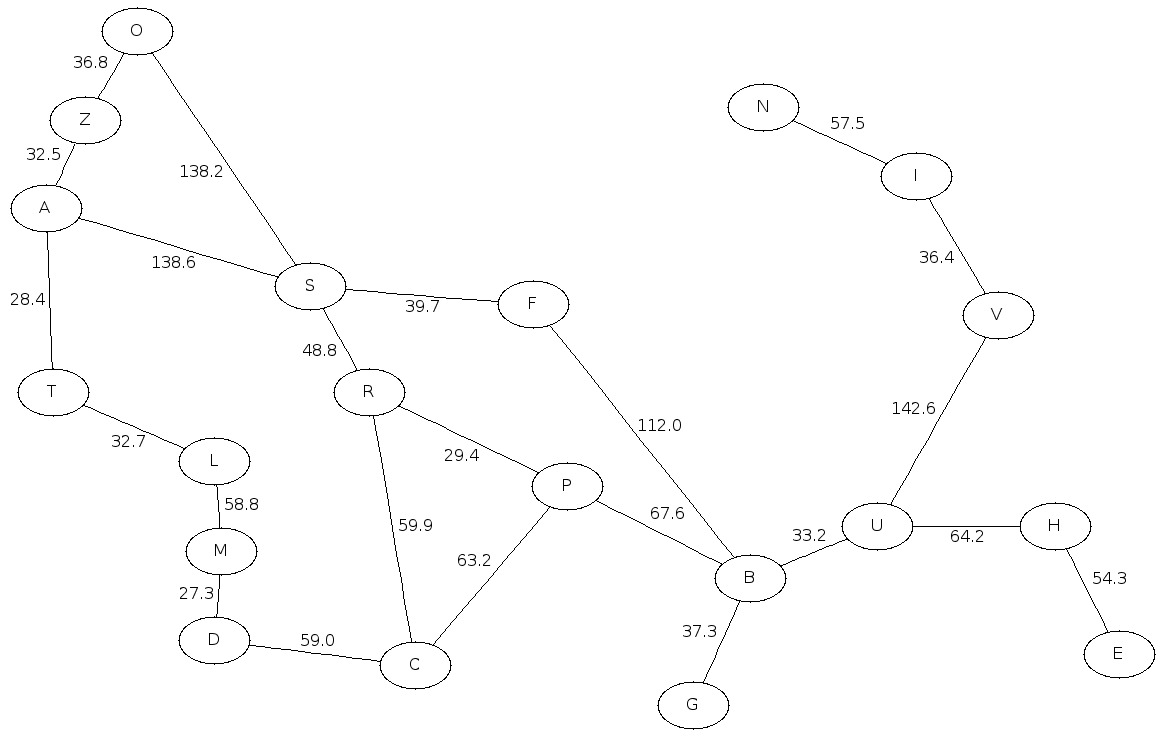 O
36.8
N
57.5
Z
32.5
138.2
I
A
36.4
138.6
S
28.4
39.7
F
V
48.8
T
R
142.6
32.7
29.4
112.0
L
58.8
P
59.9
67.6
U
64.2
H
M
63.2
33.2
B
54.3
27.3
D
59.0
C
37.3
E
G